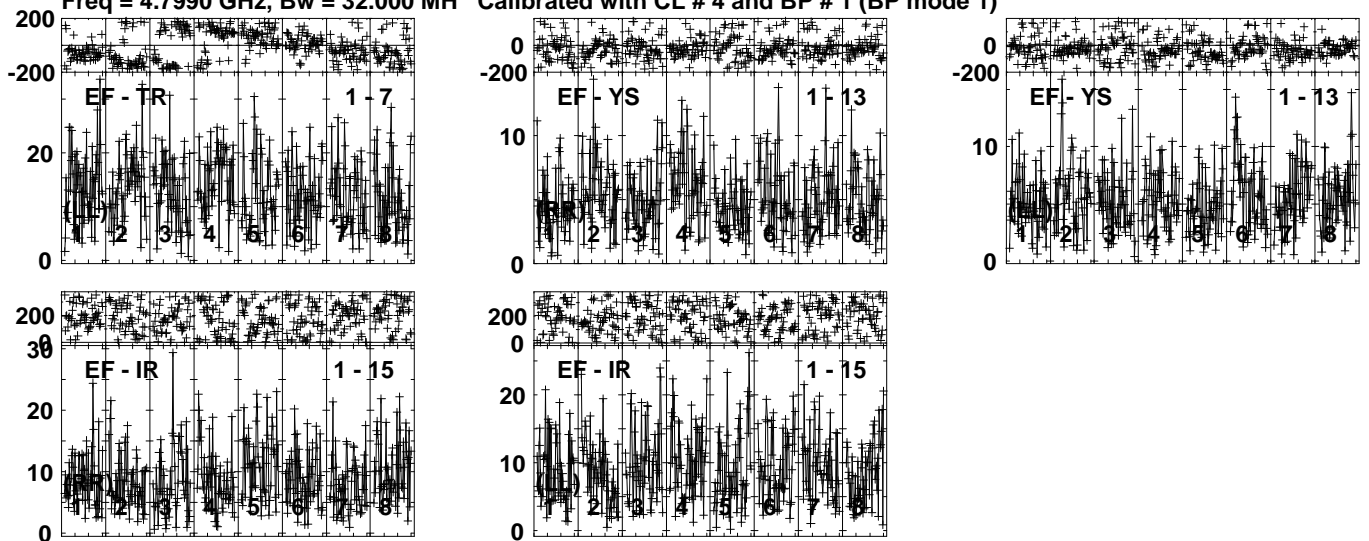 Freq = 4.7990 GHz, Bw = 32.000 MH Calibrated with CL # 4 and BP # 1 (BP mode 1)
200
-200
EF - TR 1 - 7
20
(LL)
1 2 3 4 5 6 7 8
0
0
-200
EF - YS 1 - 13
10
(RR)
1 2 3 4 5 6 7 8
0
0
-200
EF - YS 1 - 13
10
(LL)
1 2 3 4 5 6 7 8
0
200
0
30
EF - IR 1 - 15
20
10
(RR)
1 2 3 4 5 6 7 8
0
200
0
EF - IR 1 - 15
20
10
(LL)
1 2 3 4 5 6 7 8
0